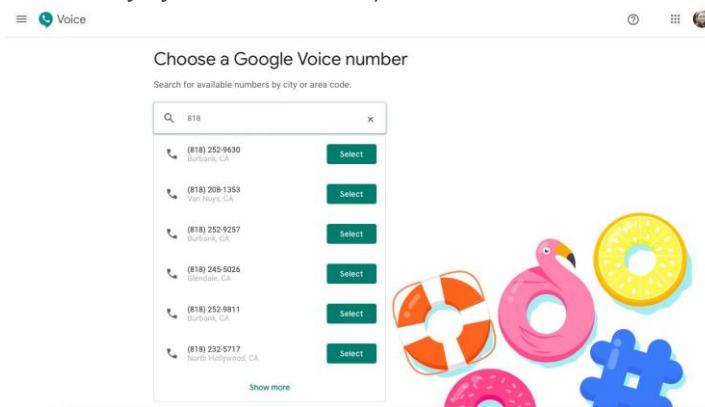 Voice
Choose a Google Voice number
Search for available numbers by city or area code.
818
(818) 252-9630
Burbank, CA
Select
(818) 208-1353
Van Nuys, CA
Select
(818) 252-9257
Burbank, CA
Select
(818) 245-5026
Glendale, CA
Select
(818) 252-9811
Burbank, CA
Select
(818) 232-5717
North Hollywood, CA
Select
Show more